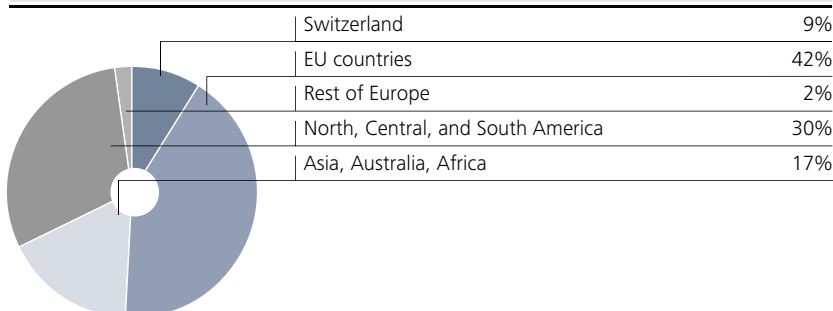 Switzerland 9%
EU countries 42%
Rest of Europe 2%
North, Central, and South America 30%
Asia, Australia, Africa 17%